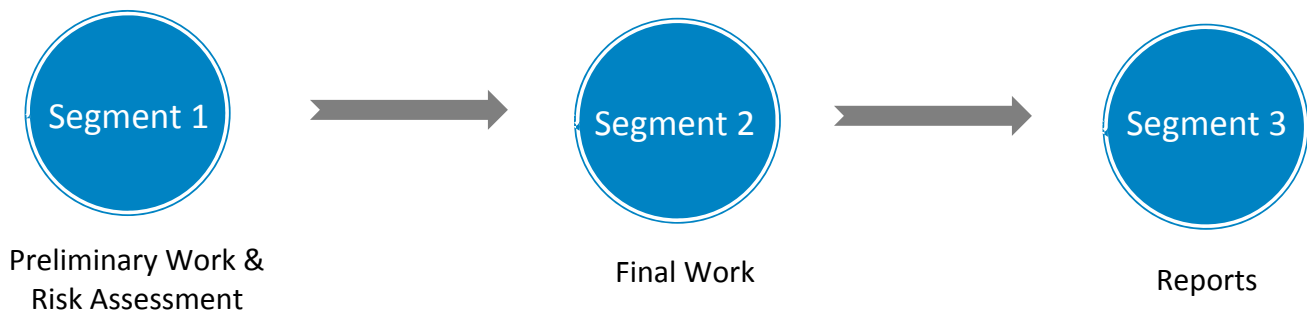 Segment 1
Segment 2
Segment 3
Preliminary Work &
Risk Assessment
Final Work
Reports